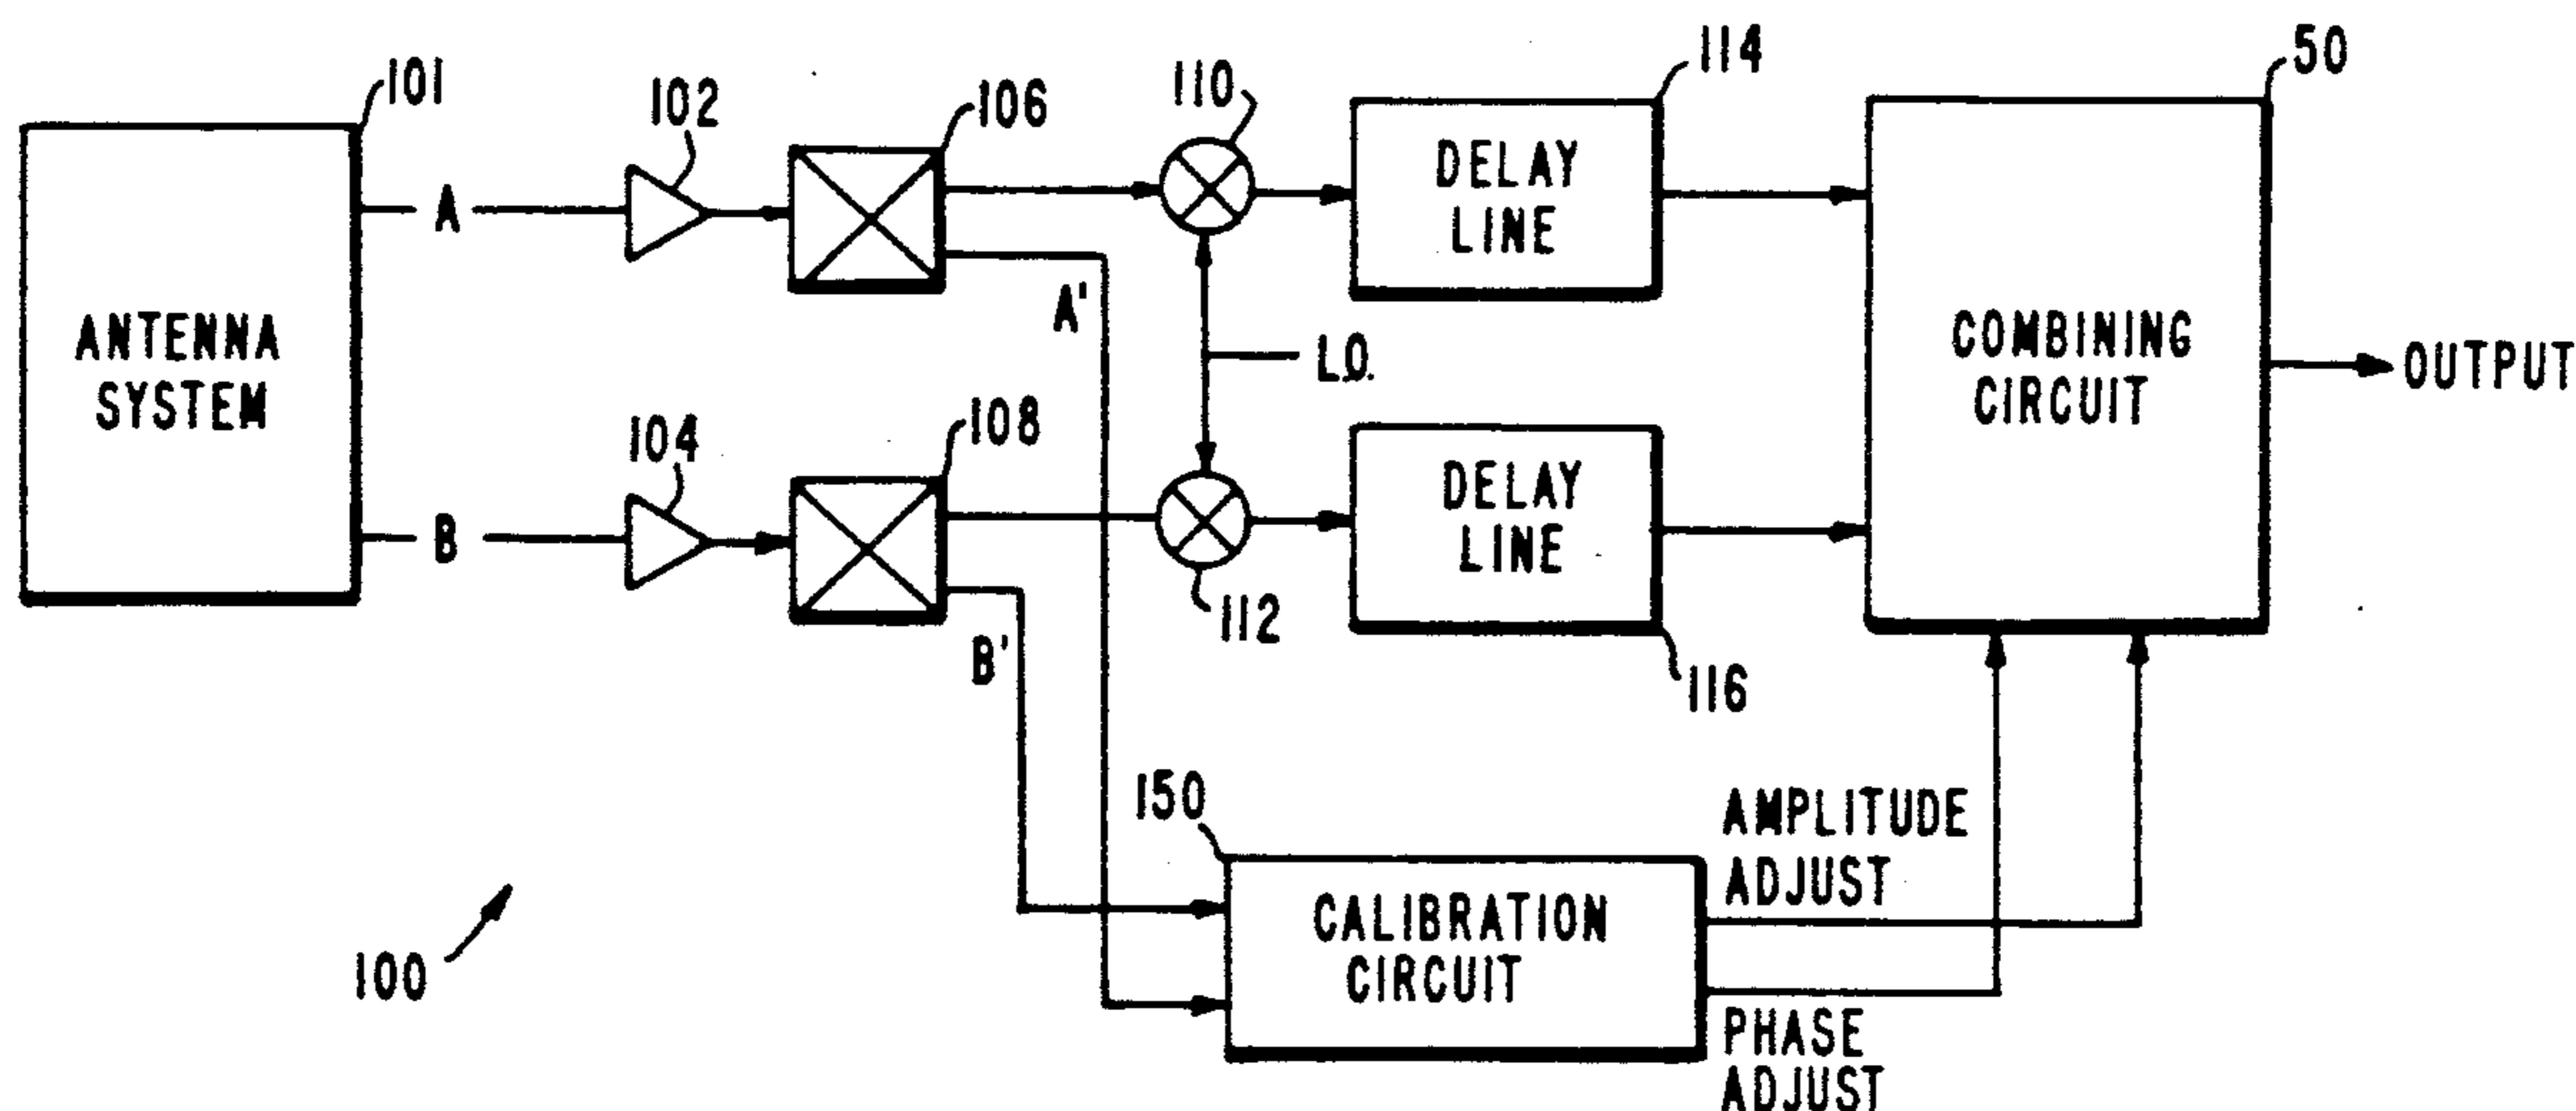 101
ANTENNA
SYSTEM
A
B
102
104
106
108
A'
B'
110
L.O.
112
114
DELAY
LINE
DELAY
LINE
116
50
COMBINING
CIRCUIT
OUTPUT
150
CALIBRATION
CIRCUIT
AMPLITUDE
ADJUST
PHASE
ADJUST
100